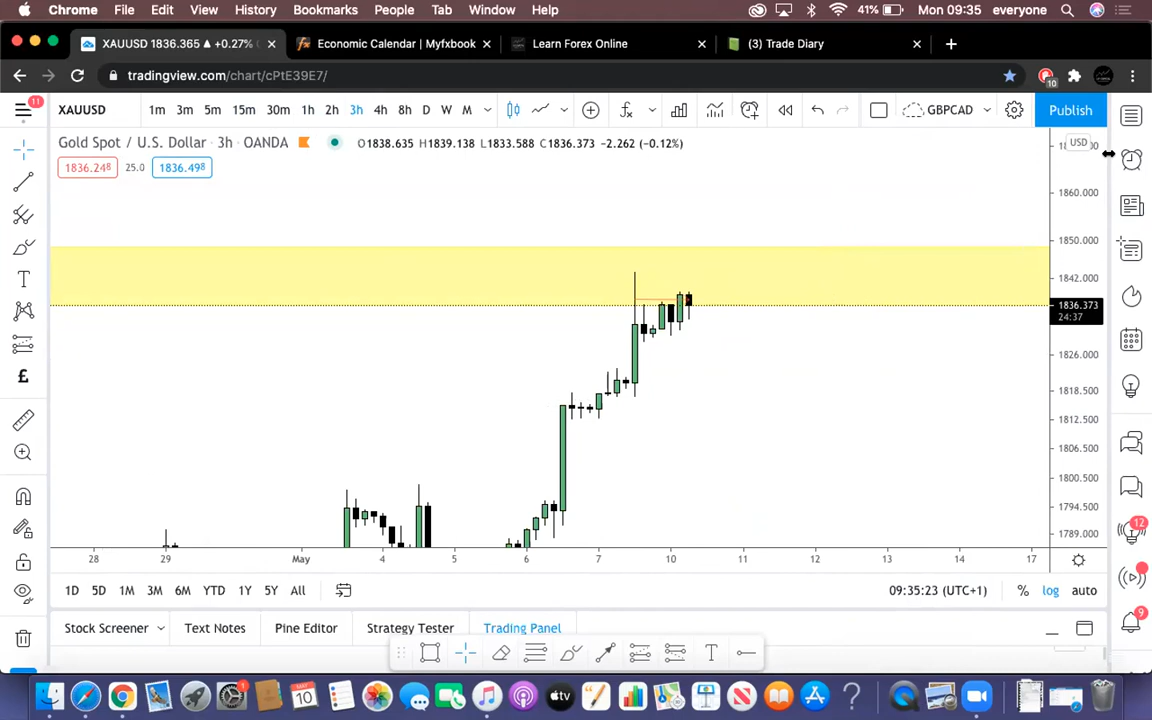 Chrome File Edit View History Bookmarks People Tab Window Help 41% Mon 09:35 everyone
XAUUSD 1836.365 ▲ +0.27% Economic Calendar | Myfxbook Learn Forex Online (3) Trade Diary
tradingview.com/chart/cPtE39E7/ 10
11 XAUUSD 1m 3m 5m 15m 30m 1h 2h 3h 4h 8h D W M GBPCAD Publish
Gold Spot / U.S. Dollar · 3h · OANDA O1838.635 H1839.138 L1833.588 C1836.373 -2.262 (-0.12%) USD
1836.248 25.0 1836.498
1860.000
1850.000
1842.000
1836.373
24:37
1826.000
1818.500
1812.500
1806.500
1800.500
1794.500
1789.000
12
28 29 May 4 5 6 7 10 11 12 13 14 17
1D 5D 1M 3M 6M YTD 1Y 5Y All 09:35:23 (UTC+1) % log auto
9
Stock Screener Text Notes Pine Editor Strategy Tester Trading Panel
MAY
10
1